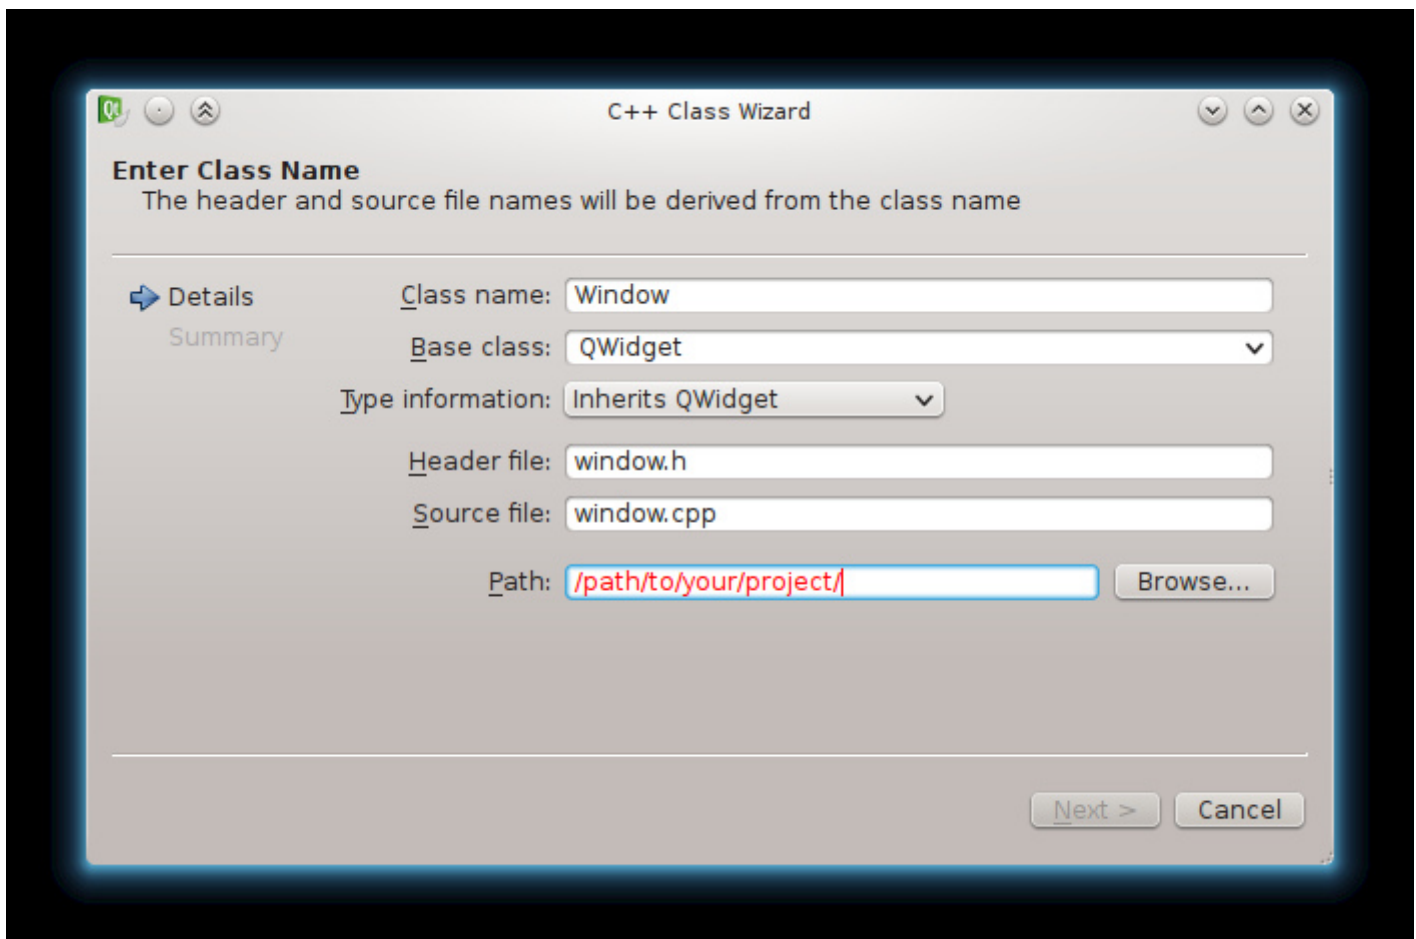 Qt
C++ Class Wizard
Enter Class Name
The header and source file names will be derived from the class name
Details
Summary
Class name: Window
Base class: QWidget
Type information: Inherits QWidget
Header file: window.h
Source file: window.cpp
Path: /path/to/your/project/ Browse...
Next > Cancel